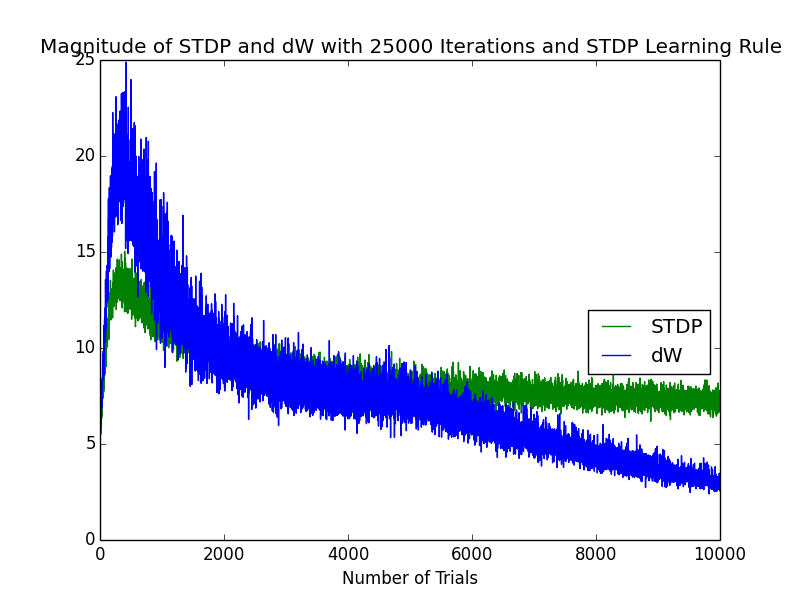 Magnitude of STDP and dW with 25000 Iterations and STDP Learning Rule
25
20
15
10
5
0
STDP
dW
0 2000 4000 6000 8000 10000
Number of Trials